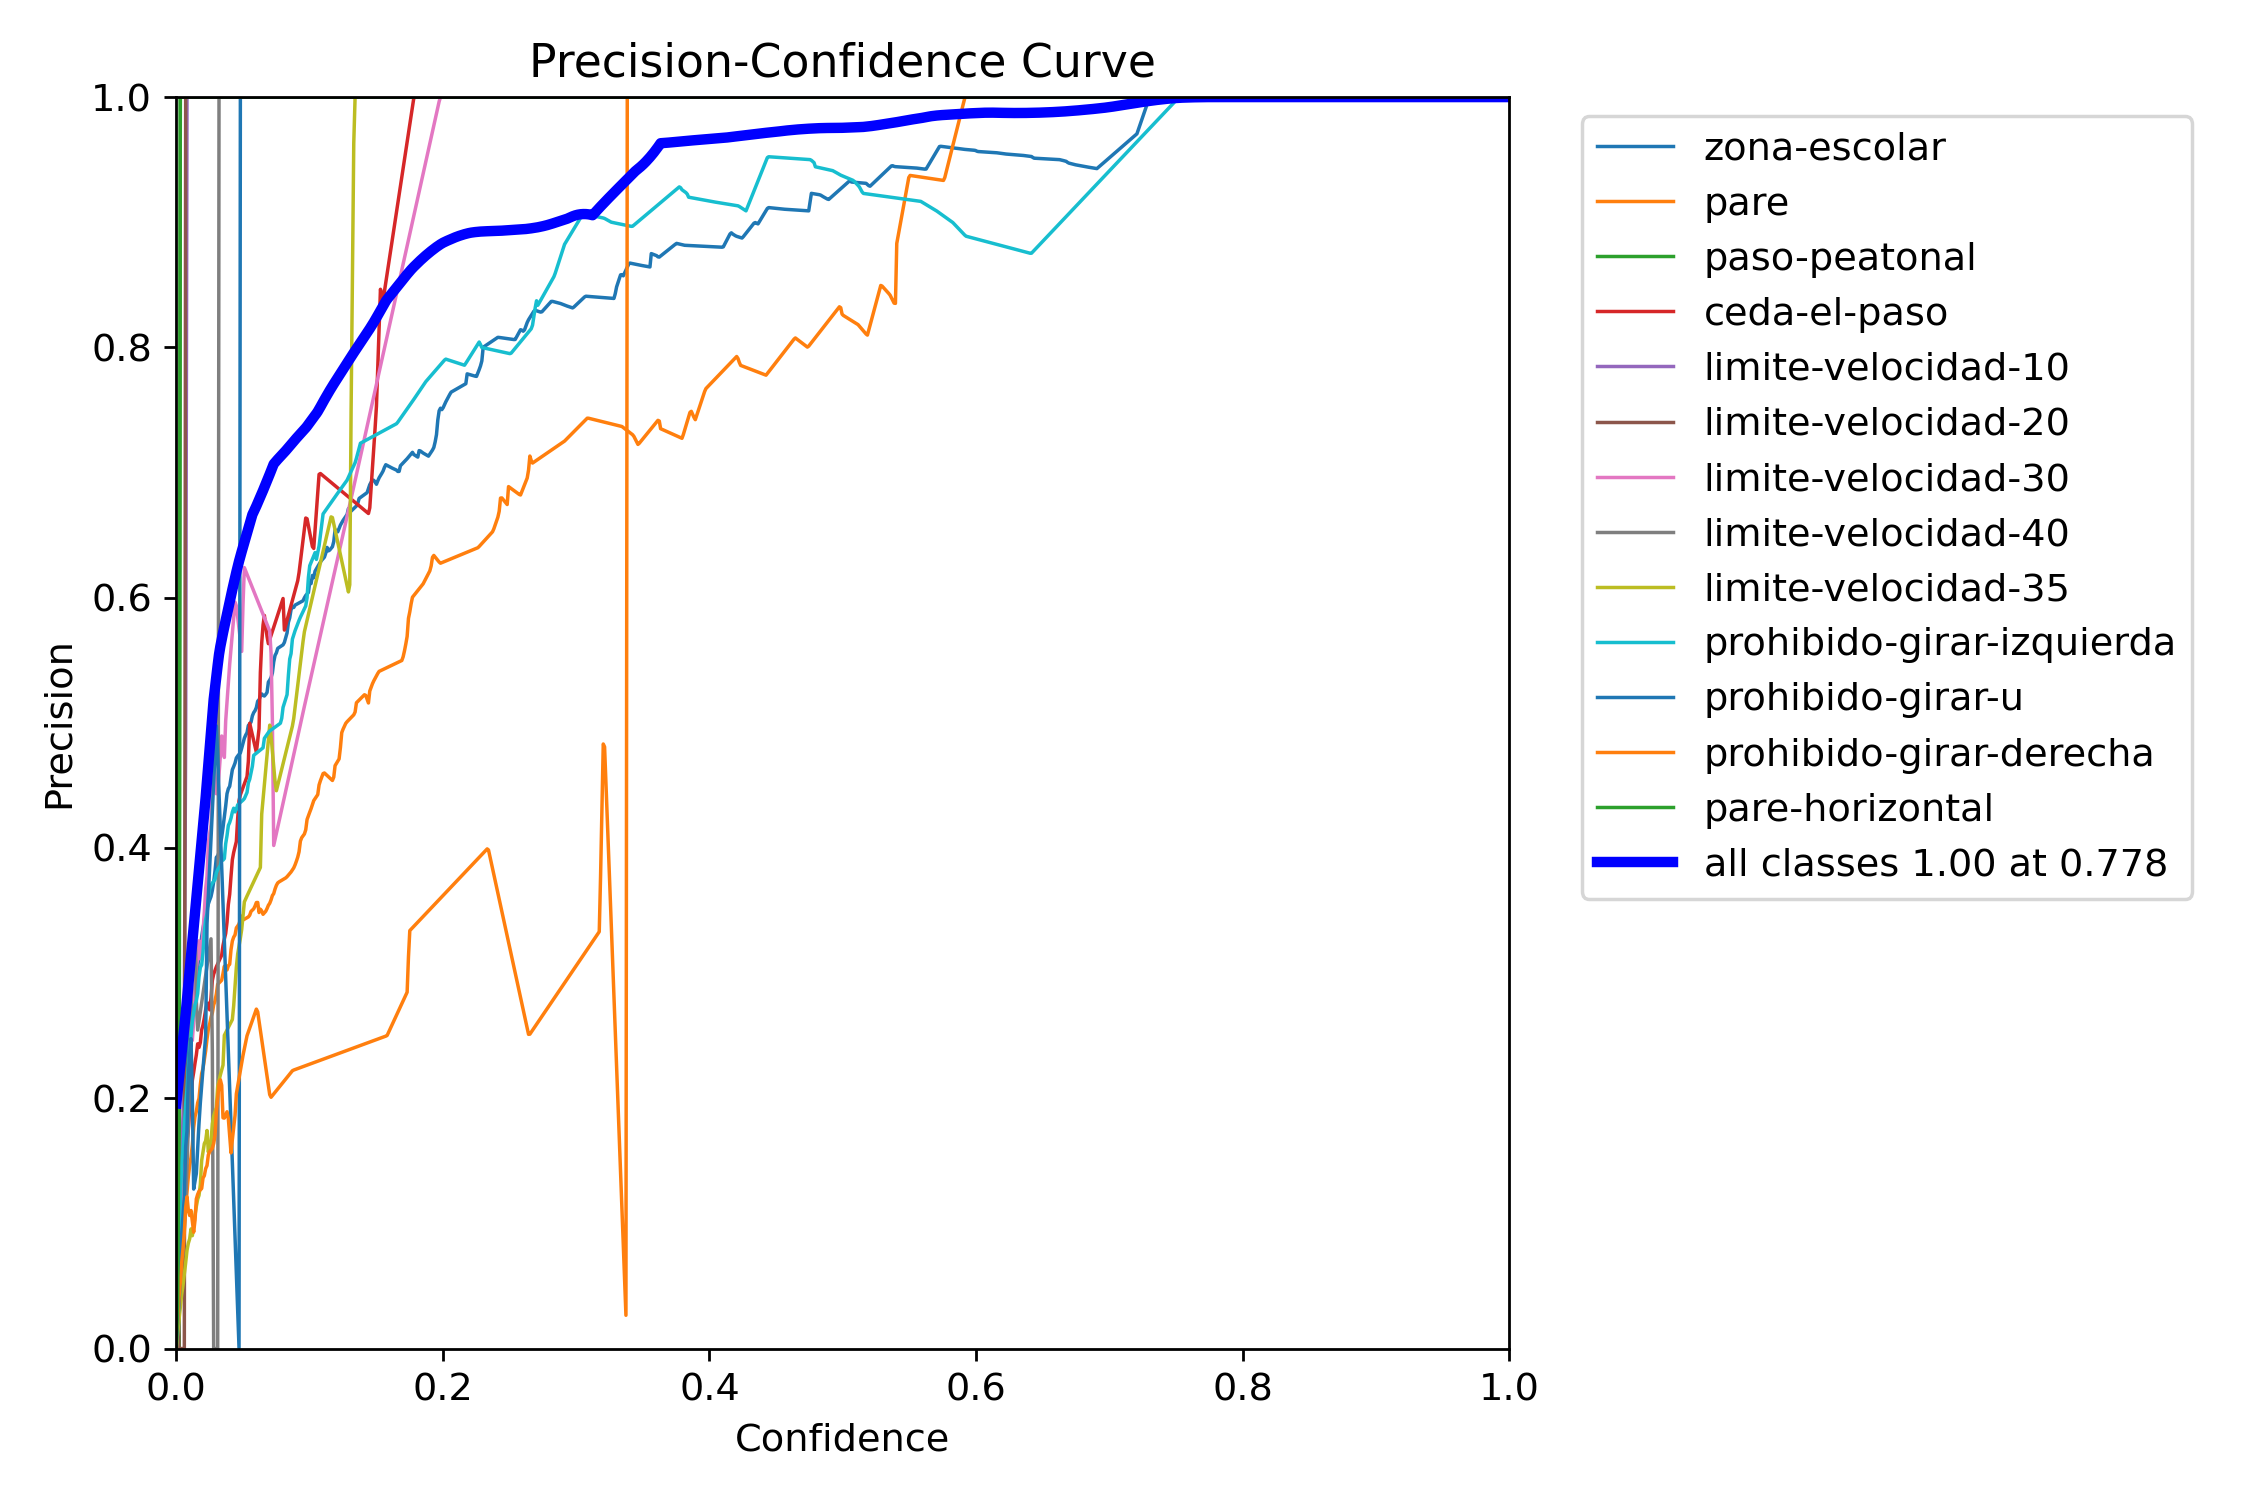 Precision-Confidence Curve
1.0
0.8
0.6
0.4
0.2
0.0
Precision
0.0 0.2 0.4 0.6 0.8 1.0
Confidence
zona-escolar
pare
paso-peatonal
ceda-el-paso
limite-velocidad-10
limite-velocidad-20
limite-velocidad-30
limite-velocidad-40
limite-velocidad-35
prohibido-girar-izquierda
prohibido-girar-u
prohibido-girar-derecha
pare-horizontal
all classes 1.00 at 0.778